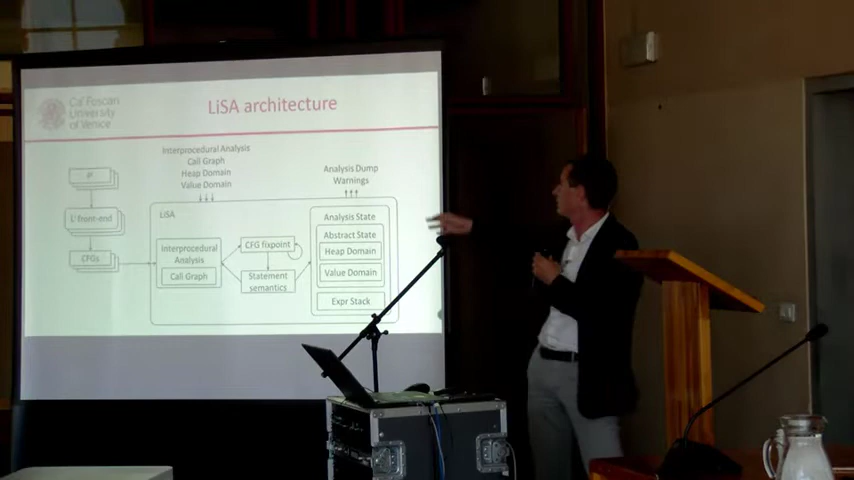 Ca' Foscari
University
of Venice
LiSA architecture
Interprocedural Analysis
Call Graph
Heap Domain
Value Domain
Analysis Dump
Warnings
Pⁱ
Lⁱ front-end
CFGs
LiSA
Interprocedural
Analysis
Call Graph
CFG fixpoint
Statement
semantics
Analysis State
Abstract State
Heap Domain
Value Domain
Expr Stack